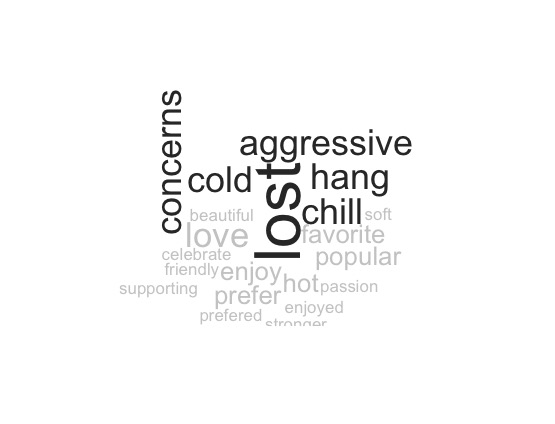 concerns
aggressive
cold
lost
hang
chill
beautiful
soft
love
favorite
celebrate
popular
friendly
enjoy
supporting
hot
passion
prefer
enjoyed
prefered
stronger